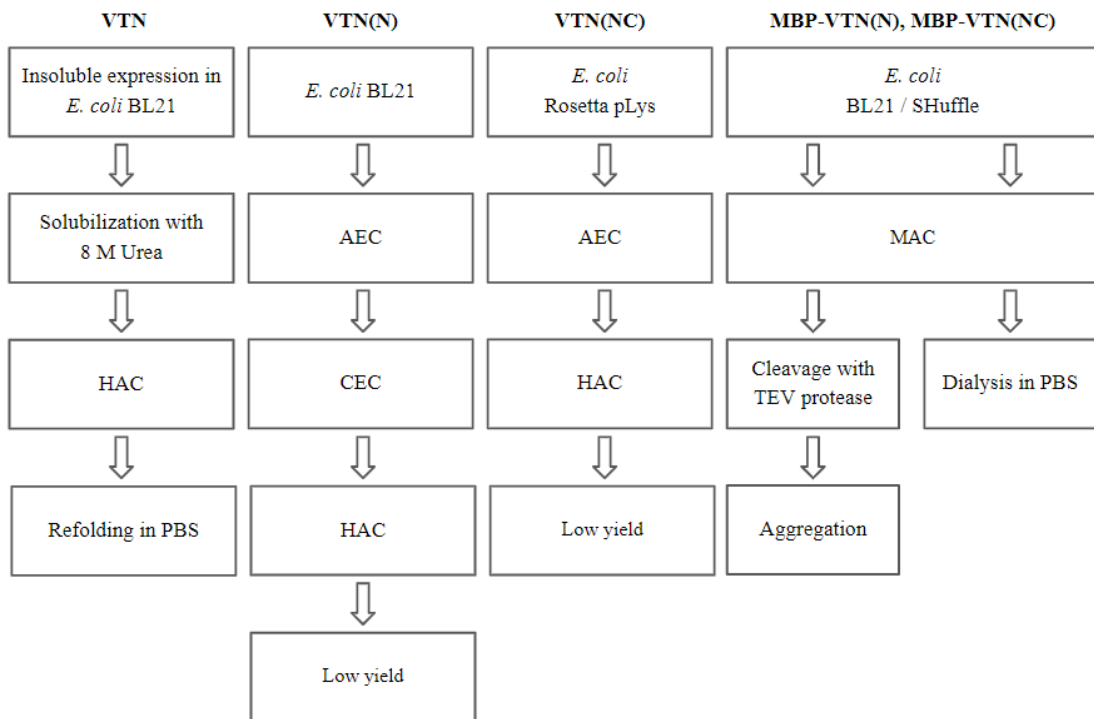 VTN
VTN(N)
VTN(NC)
MBP-VTN(N), MBP-VTN(NC)
Insoluble expression in
E. coli BL21
E. coli BL21
E. coli
Rosetta pLys
E. coli
BL21 / SHuffle
Solubilization with
8 M Urea
AEC
AEC
MAC
HAC
CEC
HAC
Cleavage with
TEV protease
Dialysis in PBS
Refolding in PBS
HAC
Low yield
Aggregation
Low yield